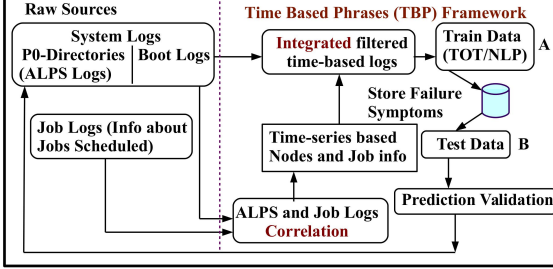 Raw Sources
Time Based Phrases (TBP) Framework
System Logs
P0-Directories
(ALPS Logs)
Boot Logs
Integrated filtered
time-based logs
Train Data
(TOT/NLP)
A
Store Failure
Symptoms
Job Logs (Info about
Jobs Scheduled)
Time-series based
Nodes and Job info
Test Data
B
Prediction Validation
ALPS and Job Logs
Correlation